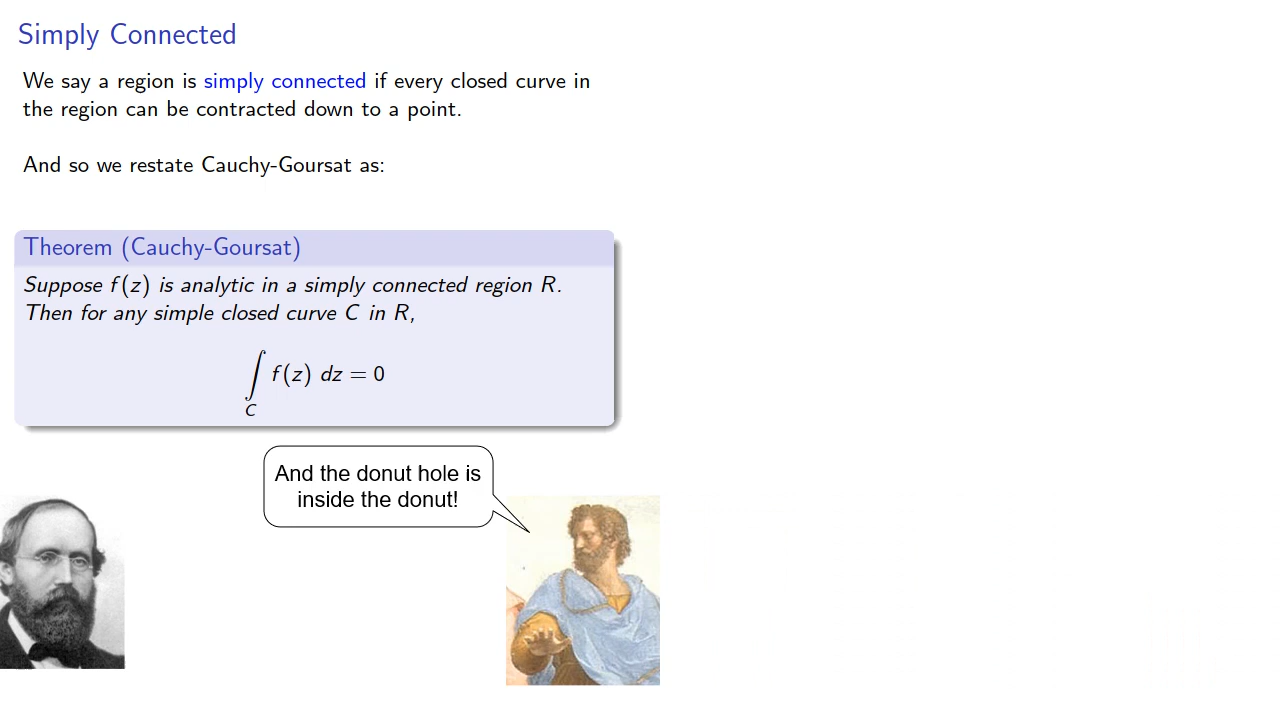 Simply Connected
We say a region is simply connected if every closed curve in
the region can be contracted down to a point.
And so we restate Cauchy-Goursat as:
Theorem (Cauchy-Goursat)
Suppose f(z) is analytic in a simply connected region R.
Then for any simple closed curve C in R,
∫ f(z) dz = 0
C
And the donut hole is
inside the donut!